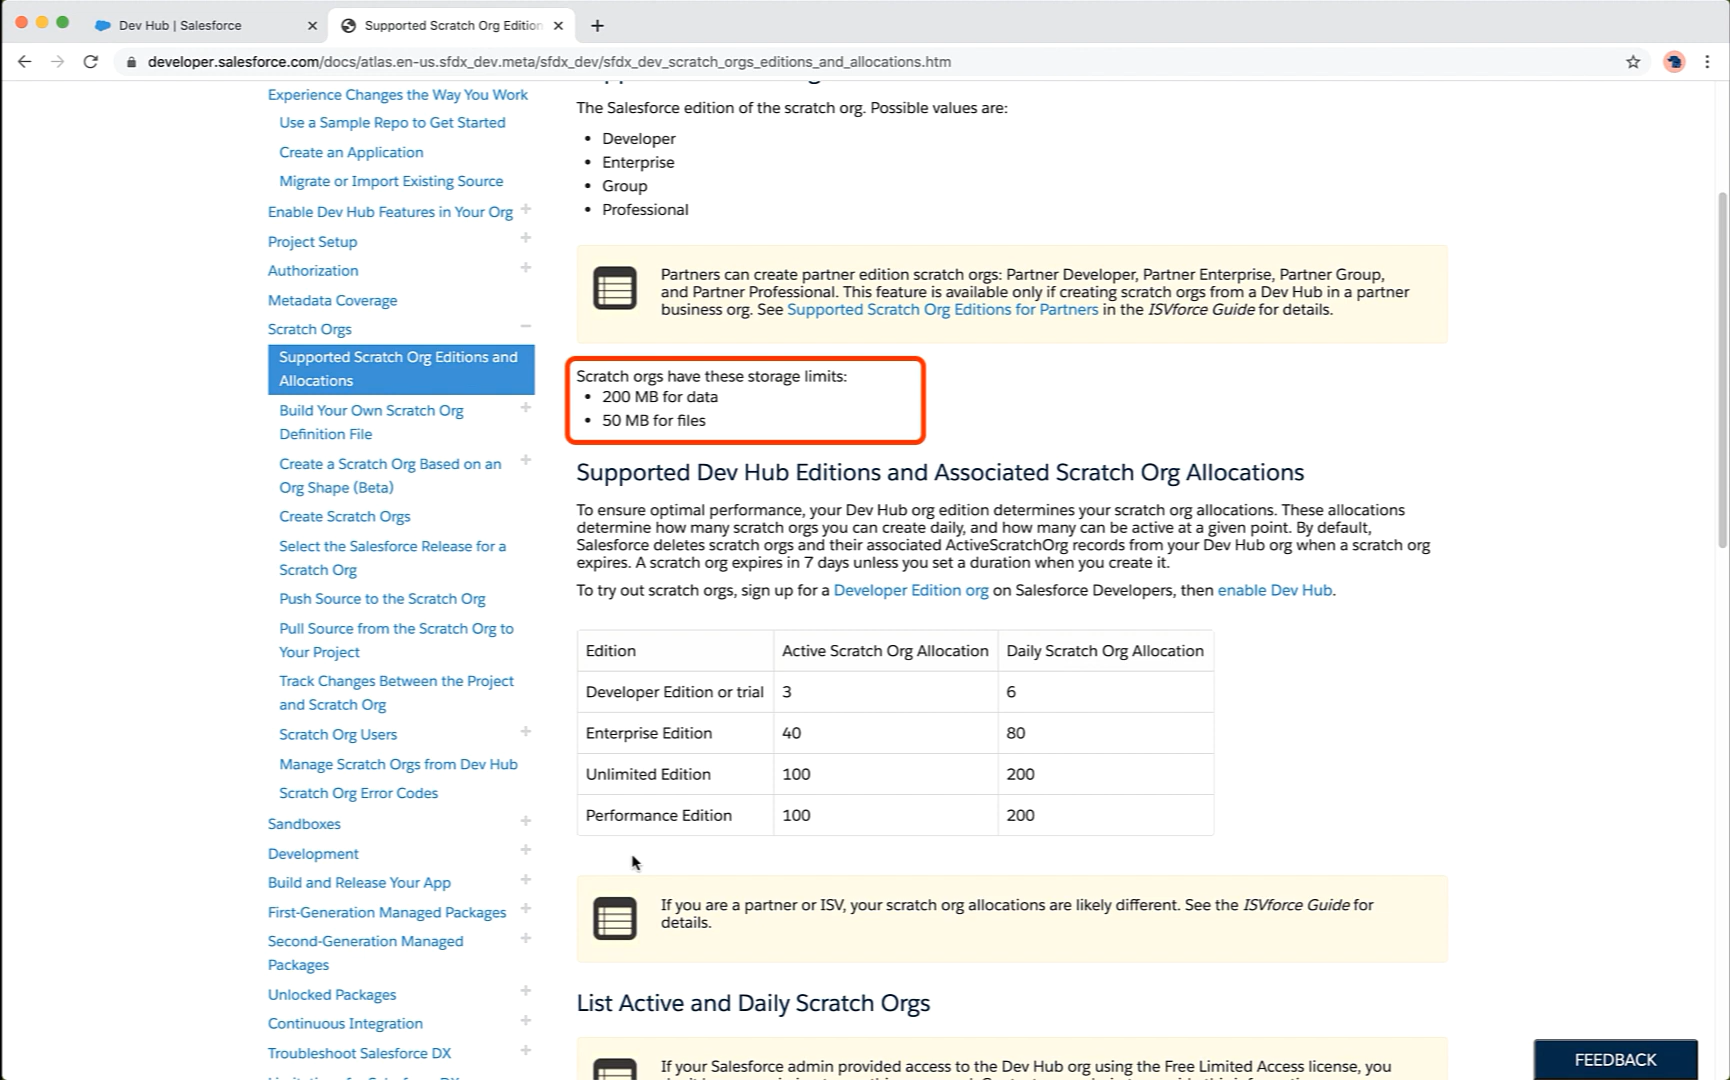 Dev Hub | Salesforce
Supported Scratch Org Edition
developer.salesforce.com/docs/atlas.en-us.sfdx_dev.meta/sfdx_dev/sfdx_dev_scratch_orgs_editions_and_allocations.htm
Experience Changes the Way You Work
Use a Sample Repo to Get Started
Create an Application
Migrate or Import Existing Source
Enable Dev Hub Features in Your Org
Project Setup
Authorization
Metadata Coverage
Scratch Orgs
Supported Scratch Org Editions and
Allocations
Build Your Own Scratch Org
Definition File
Create a Scratch Org Based on an
Org Shape (Beta)
Create Scratch Orgs
Select the Salesforce Release for a
Scratch Org
Push Source to the Scratch Org
Pull Source from the Scratch Org to
Your Project
Track Changes Between the Project
and Scratch Org
Scratch Org Users
Manage Scratch Orgs from Dev Hub
Scratch Org Error Codes
Sandboxes
Development
Build and Release Your App
First-Generation Managed Packages
Second-Generation Managed
Packages
Unlocked Packages
Continuous Integration
Troubleshoot Salesforce DX
The Salesforce edition of the scratch org. Possible values are:
• Developer
• Enterprise
• Group
• Professional
Partners can create partner edition scratch orgs: Partner Developer, Partner Enterprise, Partner Group,
and Partner Professional. This feature is available only if creating scratch orgs from a Dev Hub in a partner
business org. See Supported Scratch Org Editions for Partners in the ISVforce Guide for details.
Scratch orgs have these storage limits:
• 200 MB for data
• 50 MB for files
Supported Dev Hub Editions and Associated Scratch Org Allocations
To ensure optimal performance, your Dev Hub org edition determines your scratch org allocations. These allocations
determine how many scratch orgs you can create daily, and how many can be active at a given point. By default,
Salesforce deletes scratch orgs and their associated ActiveScratchOrg records from your Dev Hub org when a scratch org
expires. A scratch org expires in 7 days unless you set a duration when you create it.
To try out scratch orgs, sign up for a Developer Edition org on Salesforce Developers, then enable Dev Hub.
Edition Active Scratch Org Allocation Daily Scratch Org Allocation
Developer Edition or trial 3 6
Enterprise Edition 40 80
Unlimited Edition 100 200
Performance Edition 100 200
If you are a partner or ISV, your scratch org allocations are likely different. See the ISVforce Guide for
details.
List Active and Daily Scratch Orgs
If your Salesforce admin provided access to the Dev Hub org using the Free Limited Access license, you
FEEDBACK